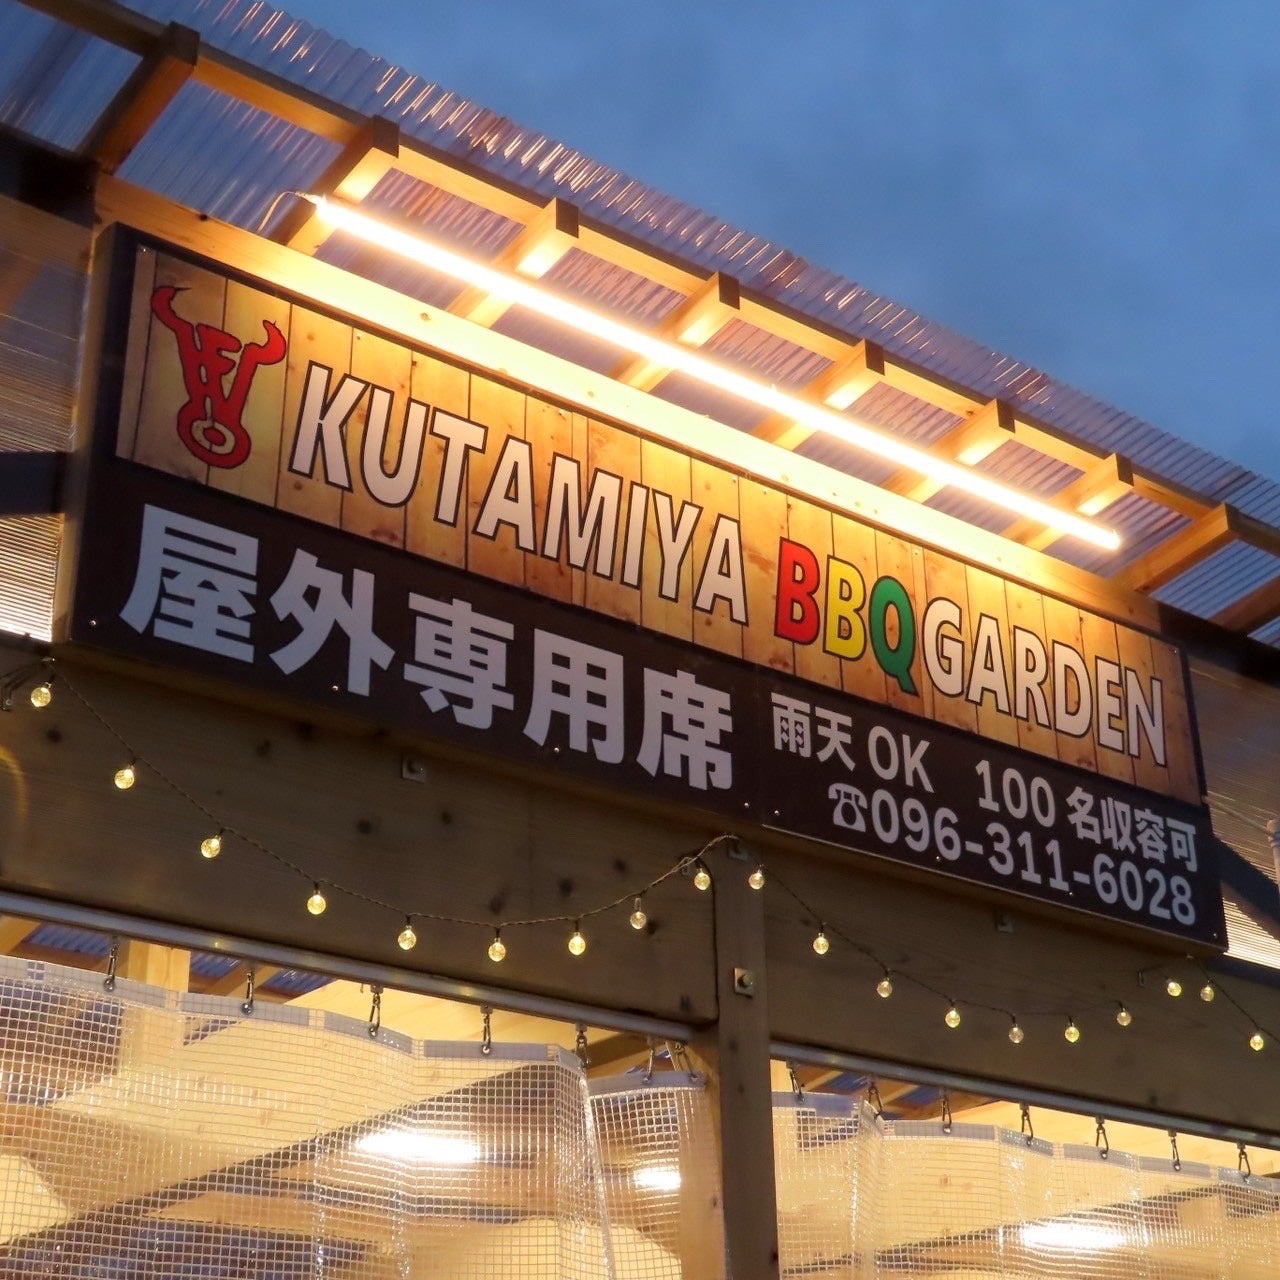 KUTAMIYA BBQ GARDEN
屋外専用席
雨天 OK 100 名収容可
☎096-311-6028